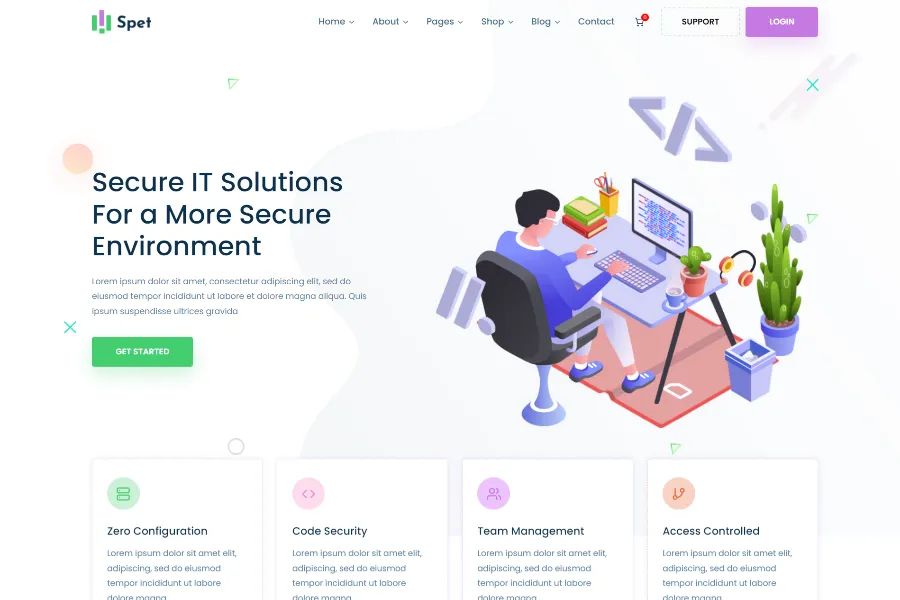 Spet
Home
About
Pages
Shop
Blog
Contact
0
SUPPORT
LOGIN
Secure IT Solutions
For a More Secure
Environment
Lorem ipsum dolor sit amet, consectetur adipiscing elit, sed do
eiusmod tempor incididunt ut labore et dolore magna aliqua. Quis
ipsum suspendisse ultrices gravida
GET STARTED
Zero Configuration
Lorem ipsum dolor sit amet elit,
adipiscing, sed do eiusmod
tempor incididunt ut labore
dolore magna
Code Security
Lorem ipsum dolor sit amet elit,
adipiscing, sed do eiusmod
tempor incididunt ut labore
dolore magna
Team Management
Lorem ipsum dolor sit amet elit,
adipiscing, sed do eiusmod
tempor incididunt ut labore
dolore magna
Access Controlled
Lorem ipsum dolor sit amet elit,
adipiscing, sed do eiusmod
tempor incididunt ut labore
dolore magna